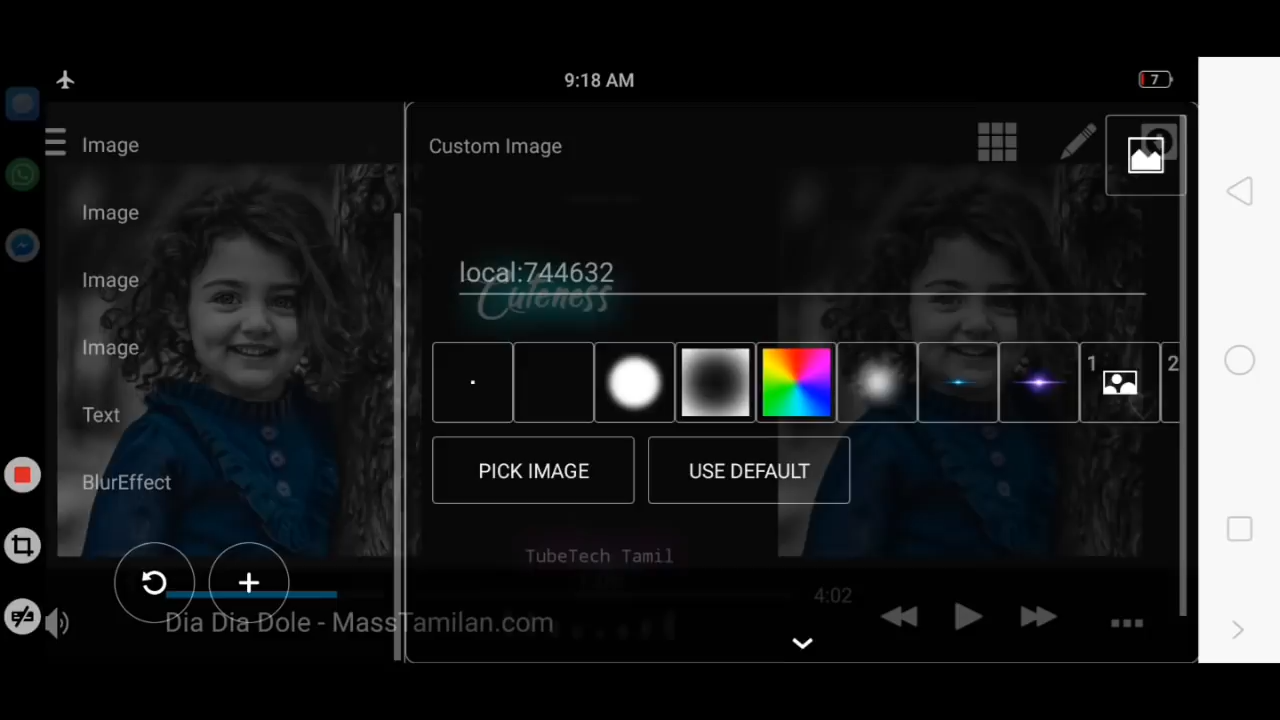 9:18 AM
7
Image
Custom Image
Image
Image
local:744632
Cuteness
Image
1
2
Text
PICK IMAGE
USE DEFAULT
BlurEffect
TubeTech Tamil
4:02
Dia Dia Dole - MassTamilan.com